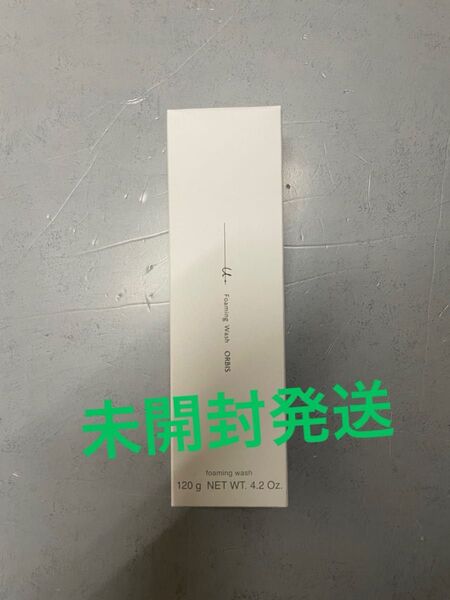 u.
Foaming Wash ORBIS
未開封発送
foaming wash
120 g NET WT. 4.2 Oz.